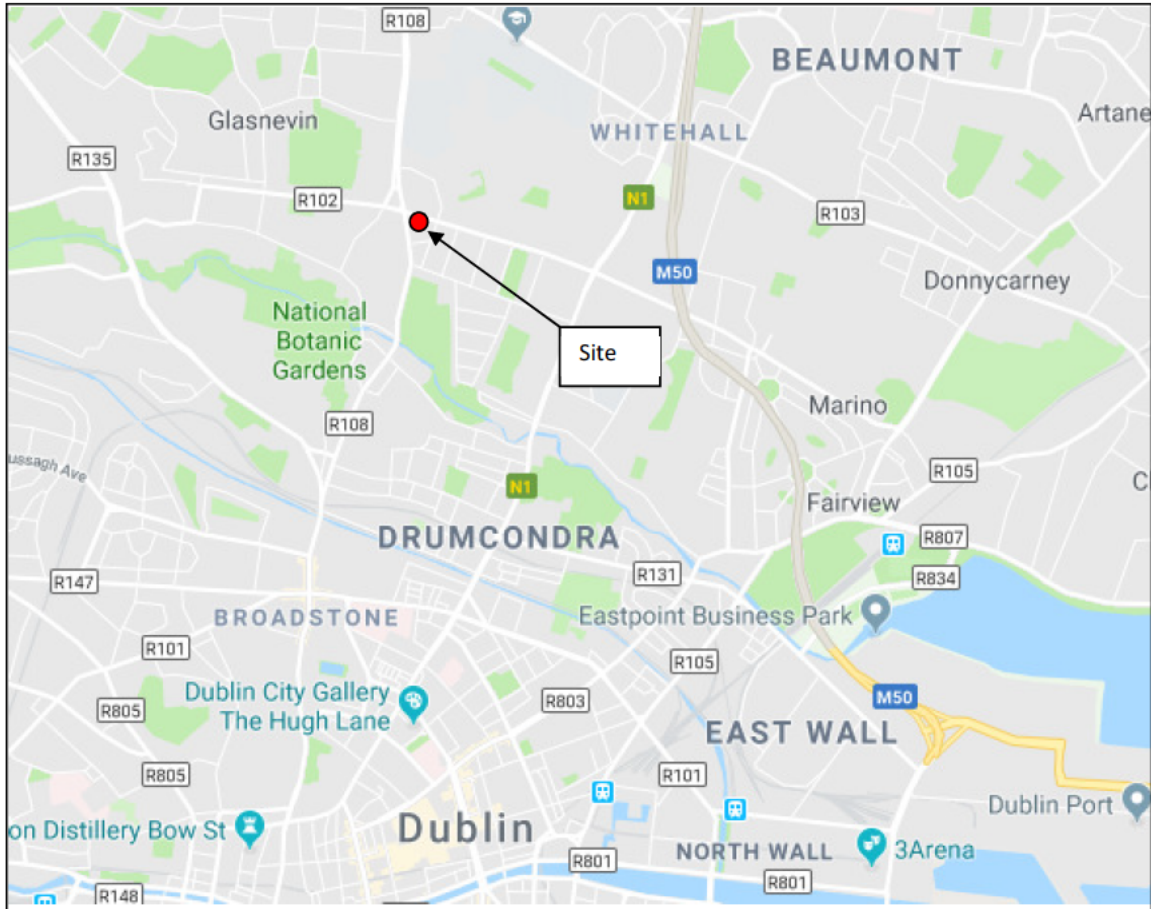 R108
BEAUMONT
Glasnevin
Artane
WHITEHALL
R135
R102
N1
R103
M50
Donnycarney
National
Botanic
Gardens
Site
Marino
R108
ussagh Ave
R105
N1
C
Fairview
DRUMCONDRA
R807
R147
R131
R834
BROADSTONE
Eastpoint Business Park
R101
R105
Dublin City Gallery
The Hugh Lane
R805
R803
M50
EAST WALL
R805
R101
Dublin Port
on Distillery Bow St
Dublin
NORTH WALL
3Arena
R801
R801
R148